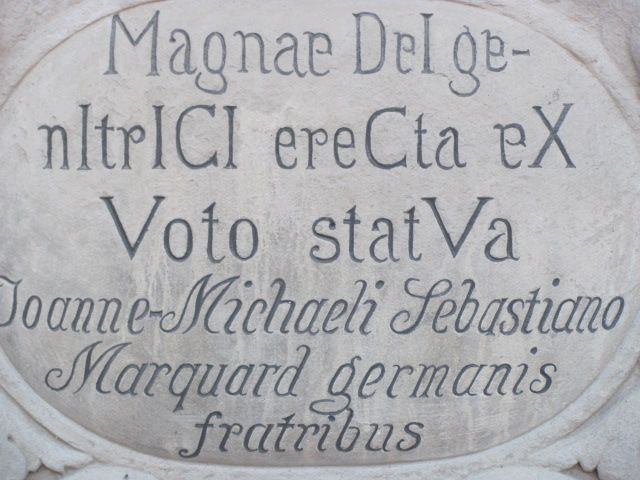 Magnae DeI ge-
nItrICI ereCta eX
Voto statVa
Joanne-Michaeli Sebastiano
Marquard germanis
fratribus